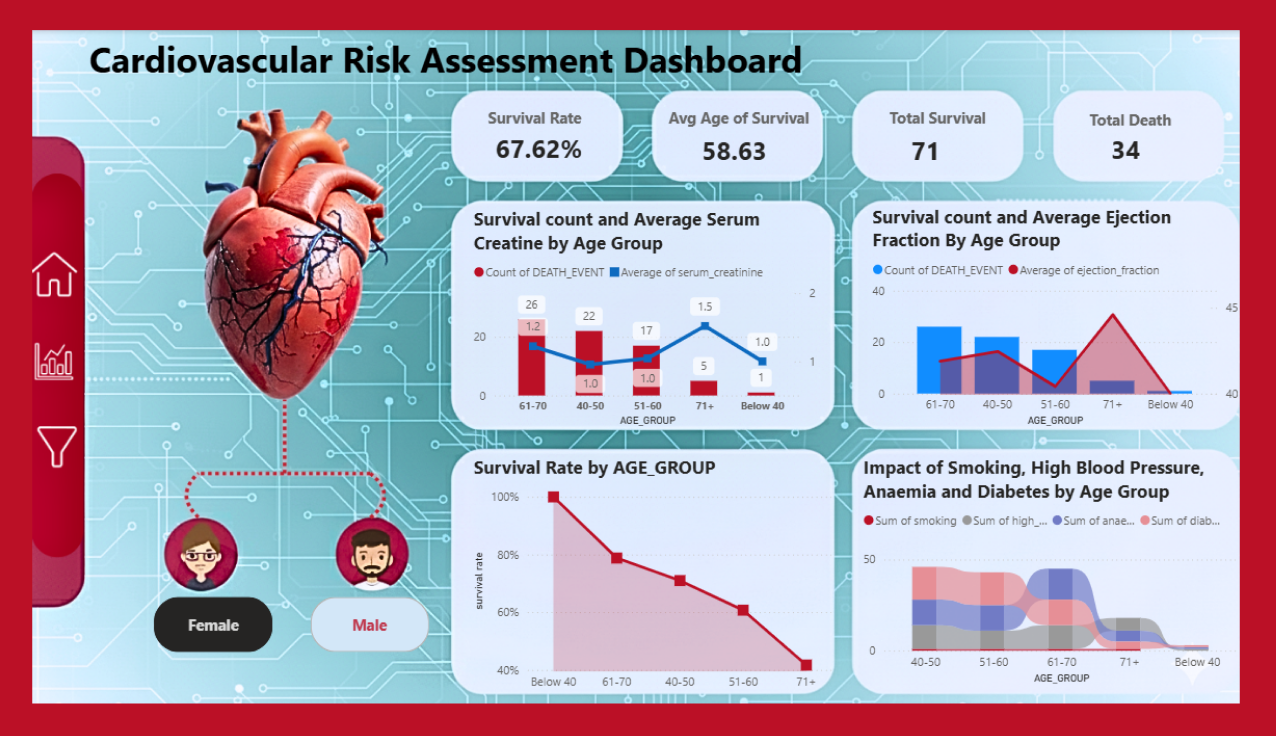 Cardiovascular Risk Assessment Dashboard
Survival Rate
67.62%
Avg Age of Survival
58.63
Total Survival
71
Total Death
34
Survival count and Average Serum
Creatine by Age Group
Count of DEATH_EVENT Average of serum_creatinine
26
22
17
5
1
1.2
1.0
1.0
1.5
1.0
20
0
2
1
61-70 40-50 51-60 71+ Below 40
AGE_GROUP
Survival count and Average Ejection
Fraction By Age Group
Count of DEATH_EVENT Average of ejection_fraction
40
20
0
45
40
61-70 40-50 51-60 71+ Below 40
AGE_GROUP
Survival Rate by AGE_GROUP
survival rate
100%
80%
60%
40%
Below 40 61-70 40-50 51-60 71+
Impact of Smoking, High Blood Pressure,
Anaemia and Diabetes by Age Group
Sum of smoking Sum of high_... Sum of anae... Sum of diab...
50
0
40-50 51-60 61-70 71+ Below 40
AGE_GROUP
Female
Male